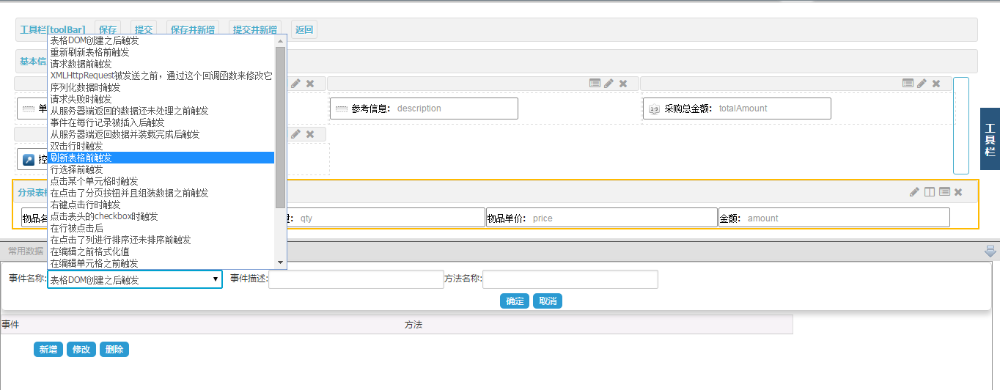 工具栏[toolBar] 保存 提交 保存并新增 提交并新增 返回
基本信
单
参考信息： description
采购总金额： totalAmount
控
分录表格
物品名
量： qty
物品单价： price
金额： amount
工具栏
表格DOM创建之后触发
重新刷新表格前触发
请求数据前触发
XMLHttpRequest被发送之前，通过这个回调函数来修改它
序列化数据时触发
请求失败时触发
从服务器端返回的数据还未处理之前触发
事件在每行记录被插入后触发
从服务器端返回数据并装载完成后触发
双击行时触发
刷新表格前触发
行选择前触发
点击某个单元格时触发
在点击了分页按钮并且组装数据之前触发
右键点击行时触发
点击表头的checkbox时触发
在行被点击后
在点击了列进行排序还未排序前触发
在编辑之前格式化值
在编辑单元格之前触发
常用数据
事件名称: 表格DOM创建之后触发 事件描述: 方法名称:
确定 取消
事件 方法
新增 修改 删除